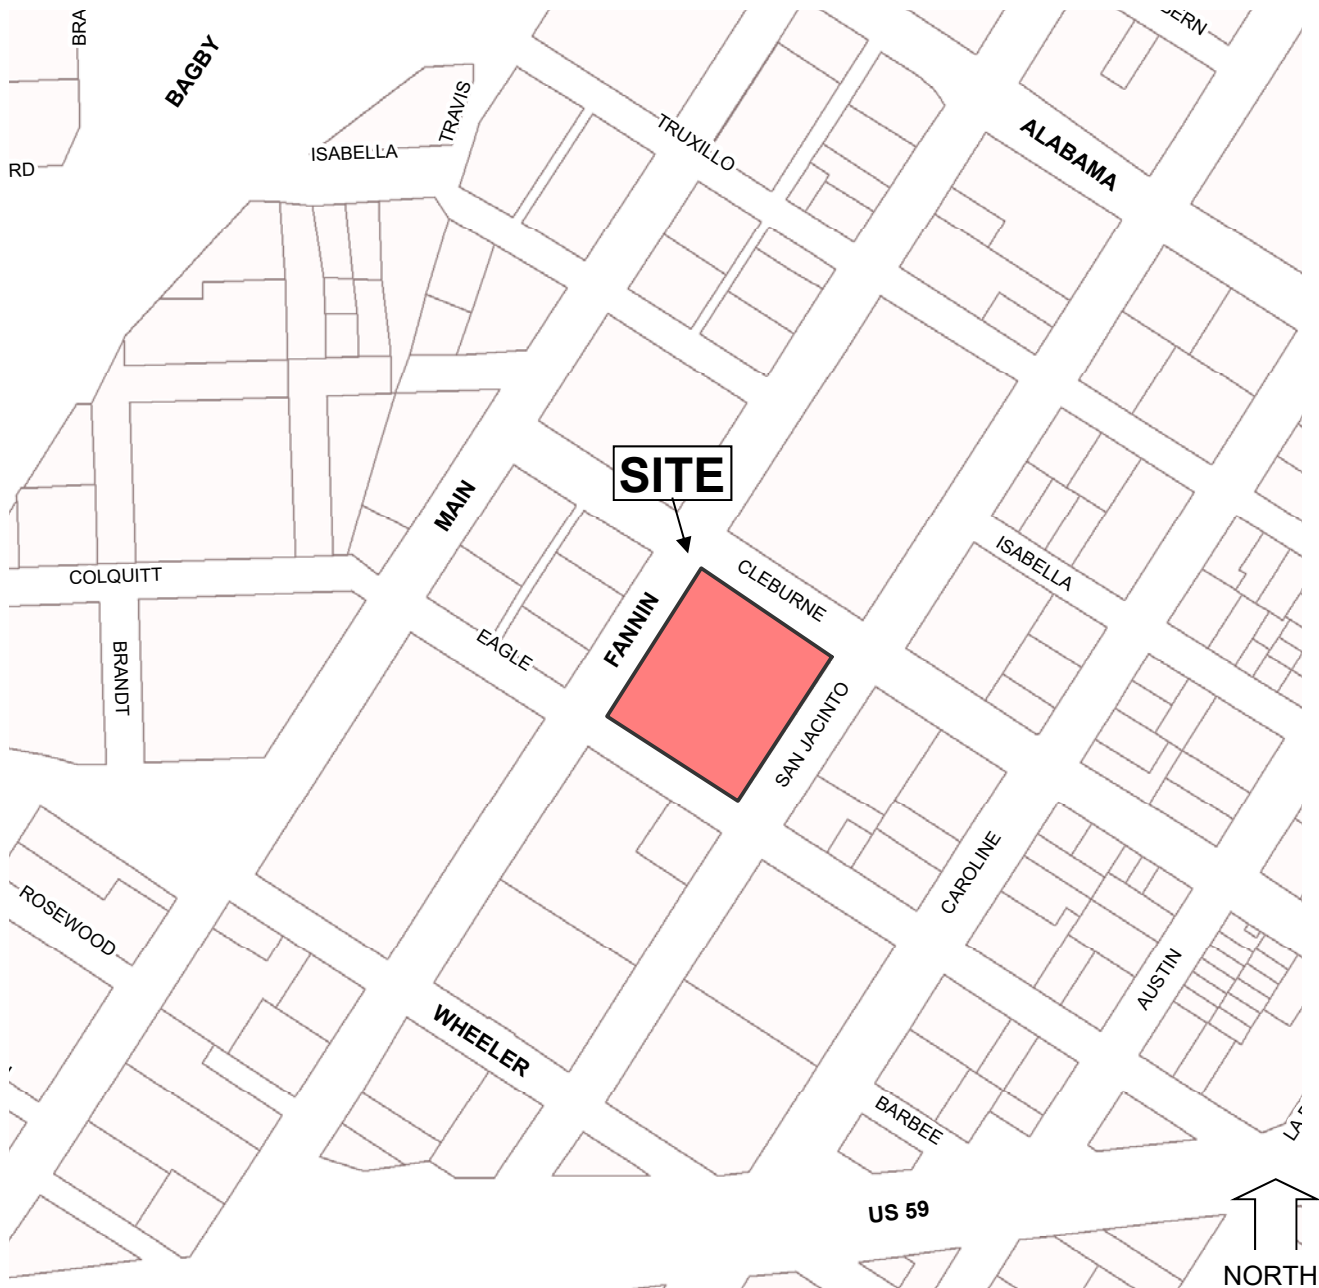 BRA
BAGBY
TRAVIS
ISABELLA
RD
TRUXILLO
ALABAMA
SITE
MAIN
COLQUITT
CLEBURNE
ISABELLA
FANNIN
EAGLE
BRANDT
SAN JACINTO
CAROLINE
ROSEWOOD
AUSTIN
WHEELER
BARBEE
US 59
NORTH